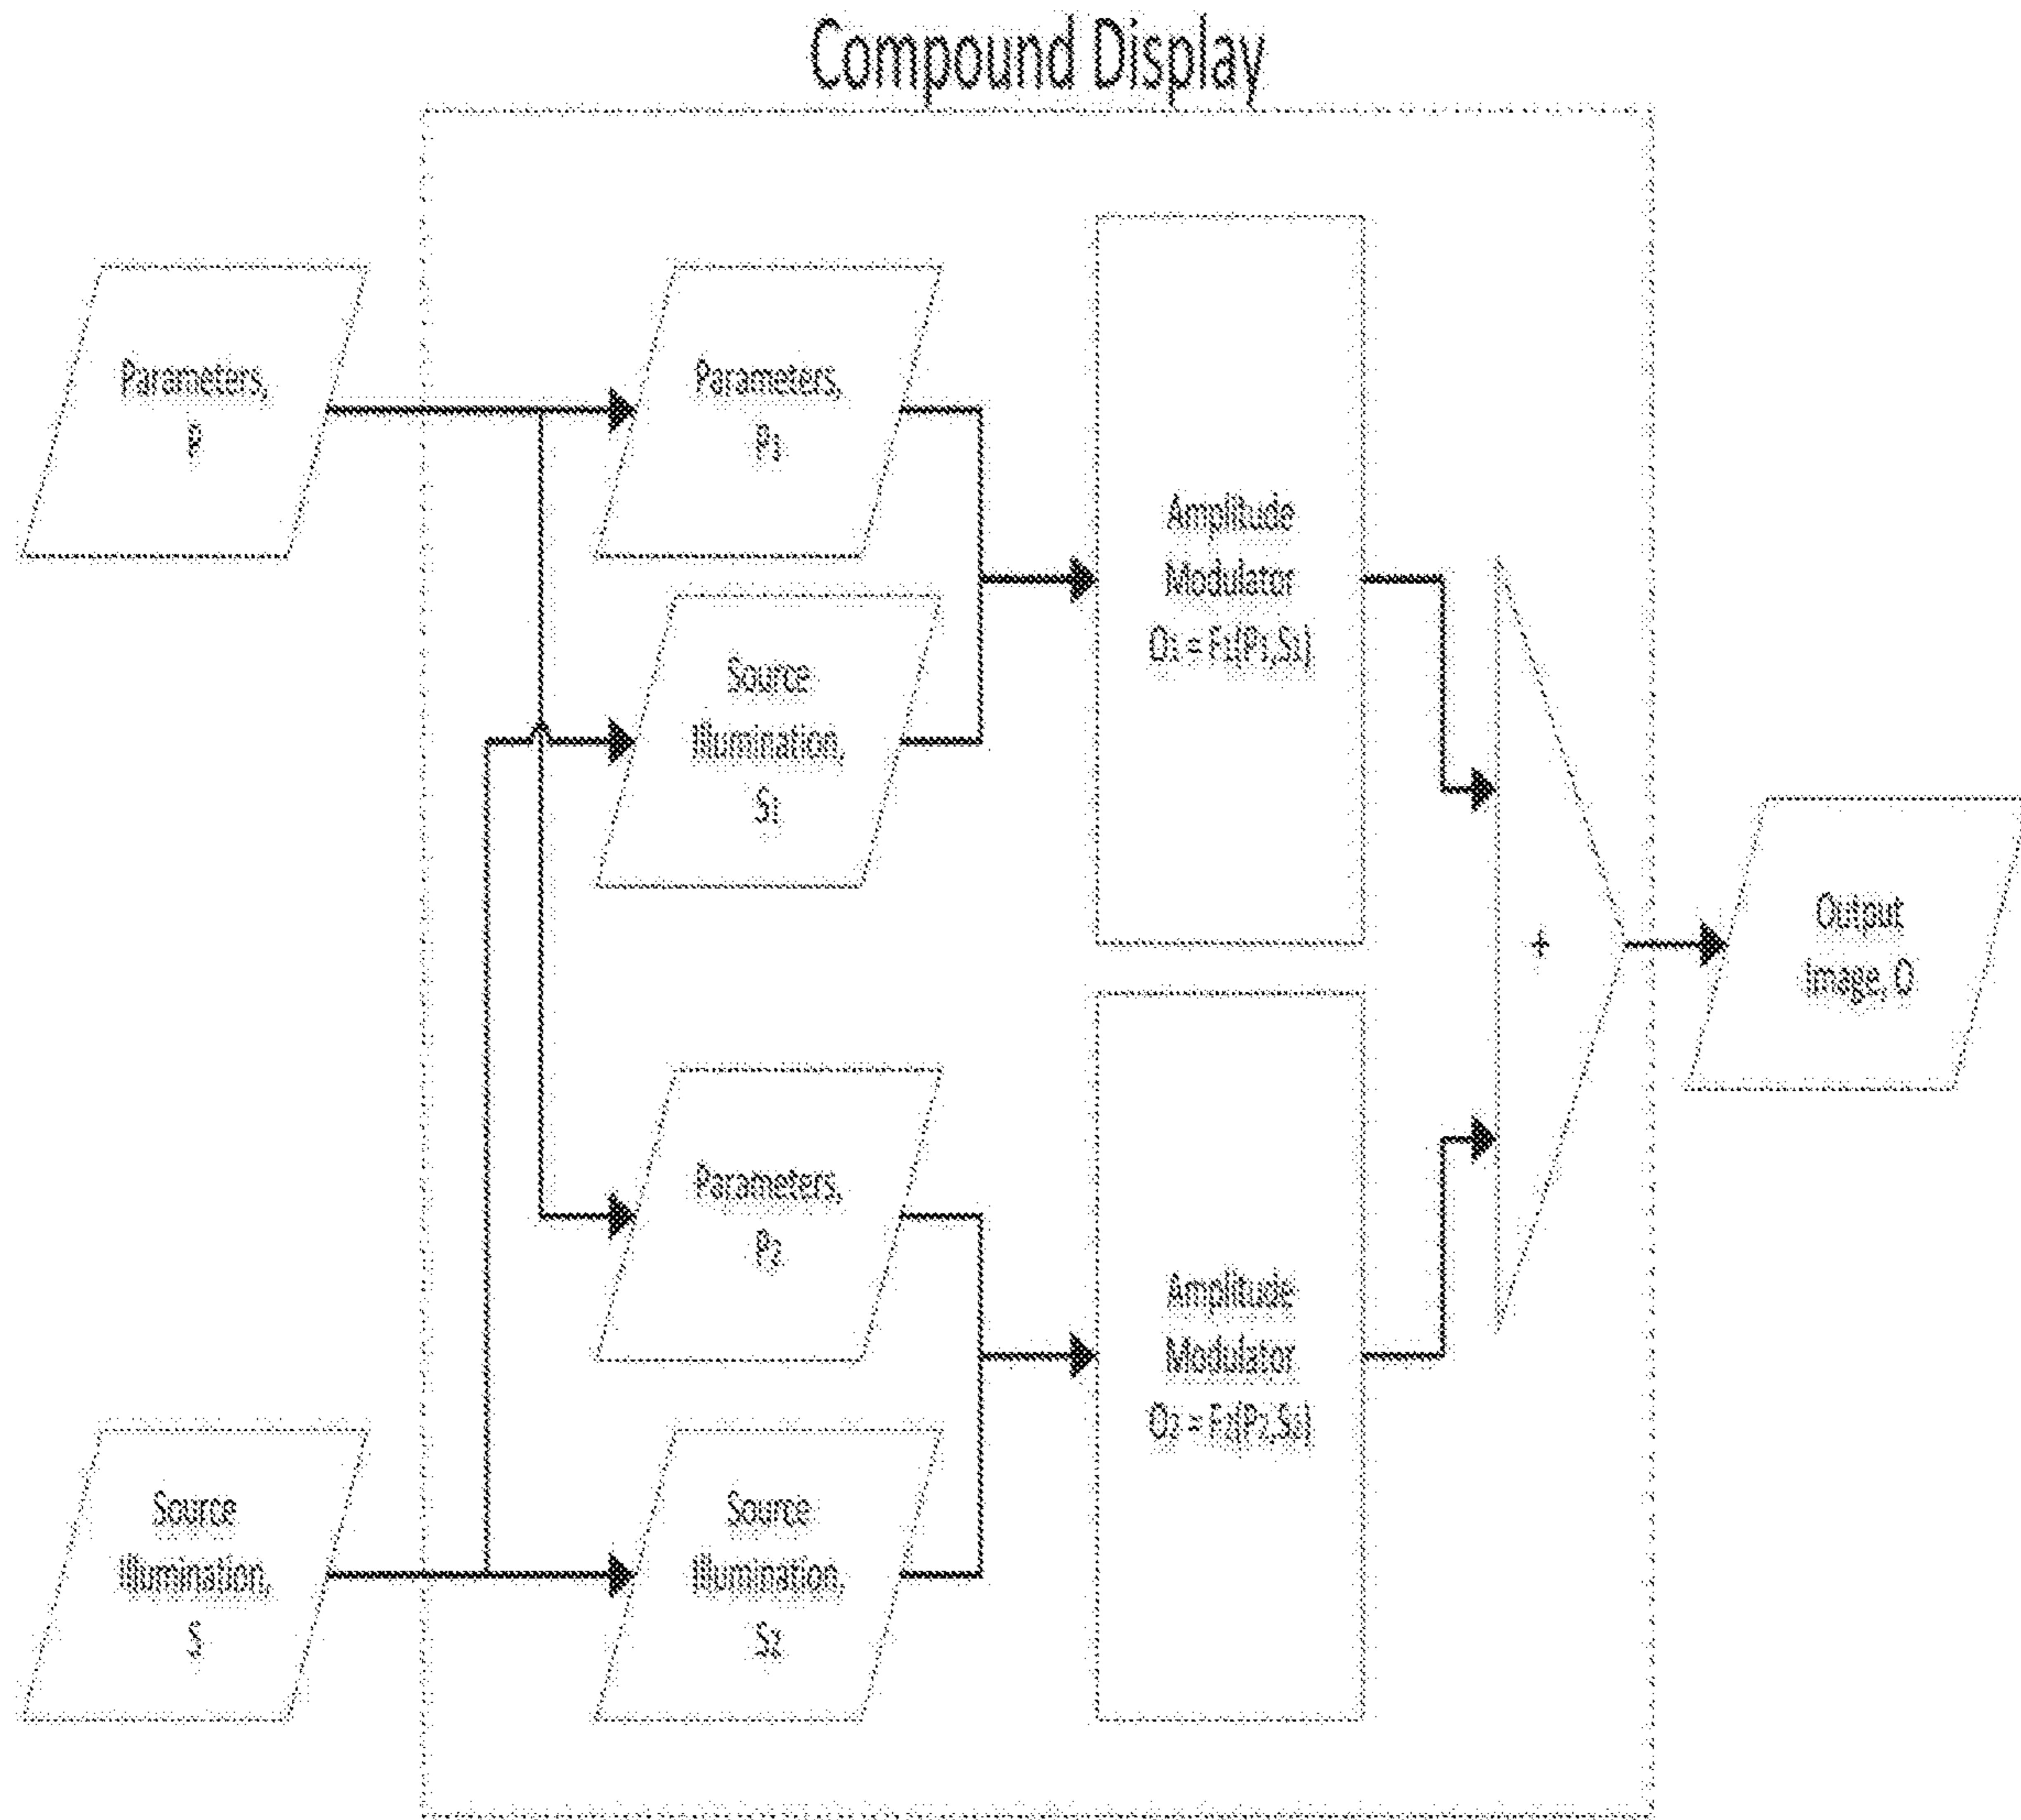 Compound Display
Parameters,
P
Parameters,
P₁
Source
Illumination,
S₁
Amplitude
Modulator
O₁ = F₁(P₁,S₁)
+
Output
image, O
Parameters,
P₂
Amplitude
Modulator
O₂ = F₂(P₂,S₂)
Source
Illumination,
S
Source
Illumination,
S₂